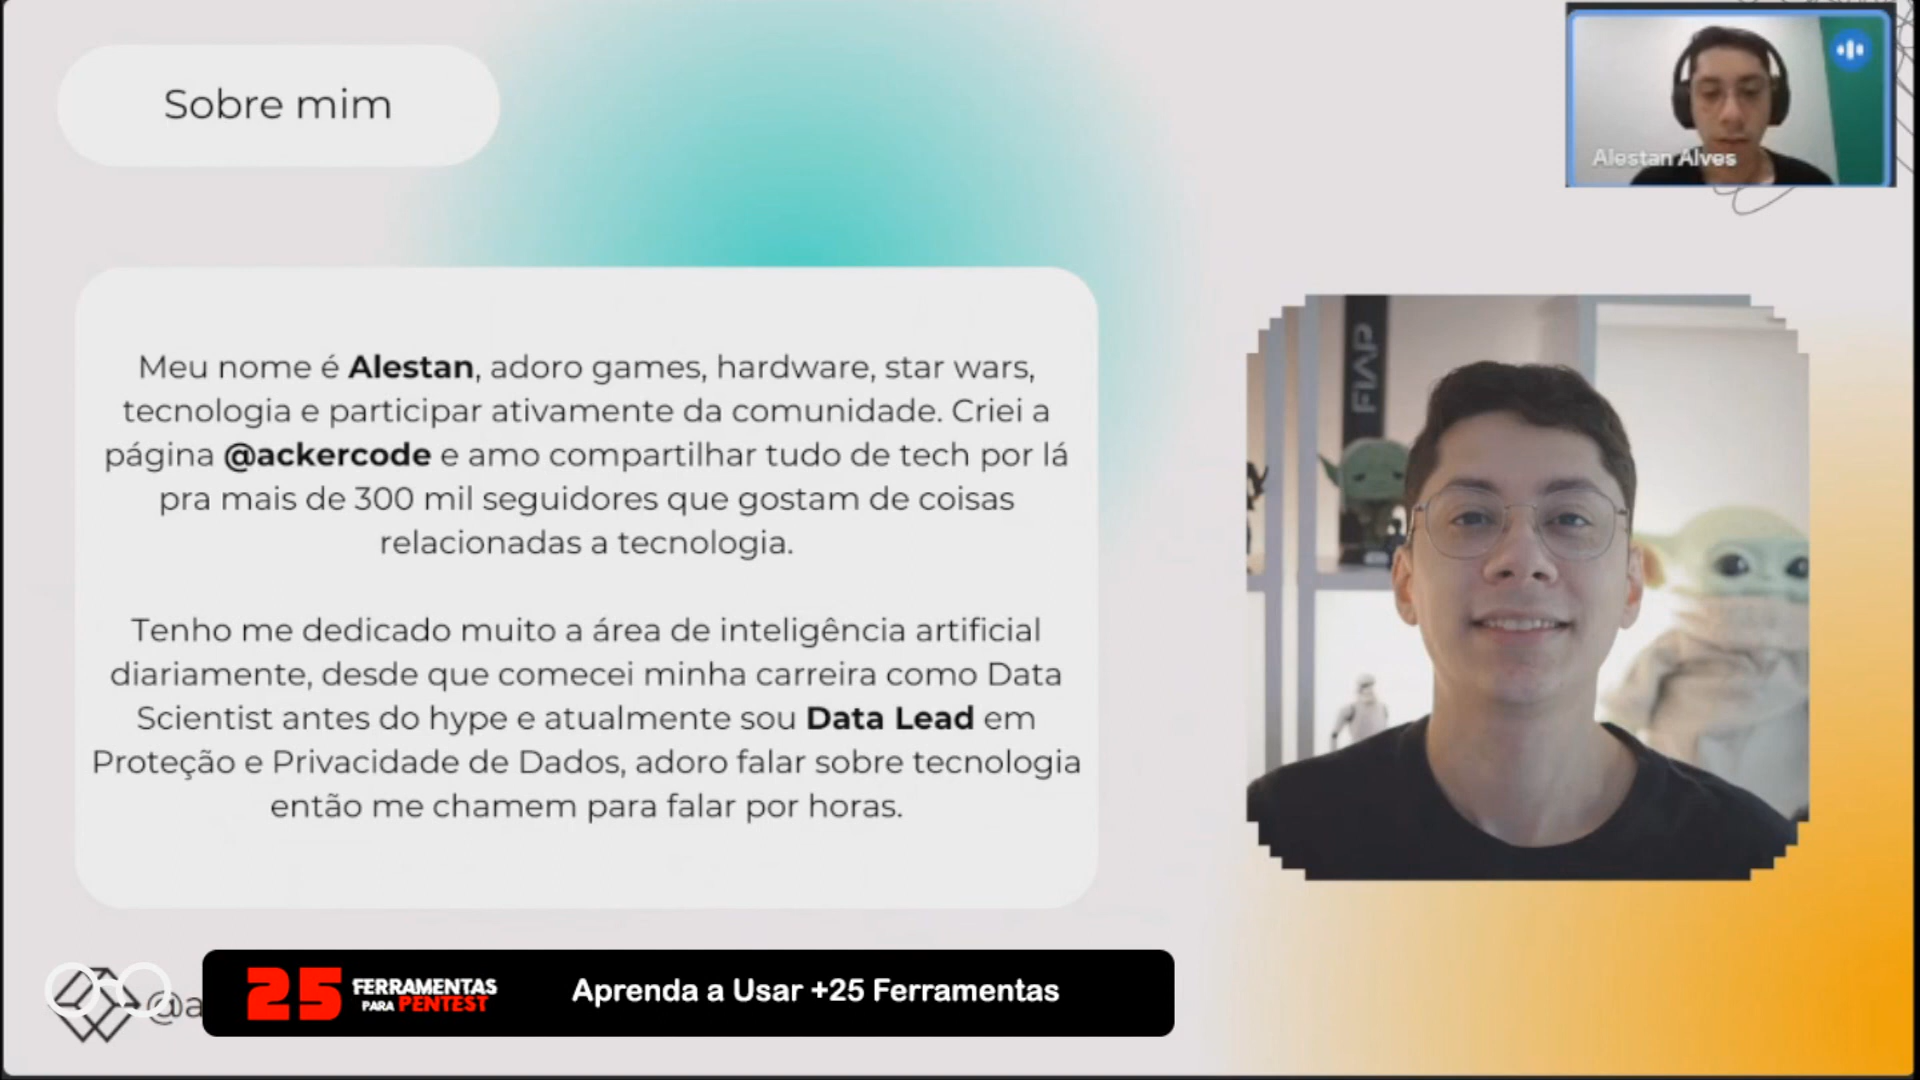 Sobre mim
Alestan Alves
Meu nome é Alestan, adoro games, hardware, star wars,
tecnologia e participar ativamente da comunidade. Criei a
página @ackercode e amo compartilhar tudo de tech por lá
pra mais de 300 mil seguidores que gostam de coisas
relacionadas a tecnologia.
Tenho me dedicado muito a área de inteligência artificial
diariamente, desde que comecei minha carreira como Data
Scientist antes do hype e atualmente sou Data Lead em
Proteção e Privacidade de Dados, adoro falar sobre tecnologia
então me chamem para falar por horas.
FIAP
@a
25 FERRAMENTAS
PARA PENTEST
Aprenda a Usar +25 Ferramentas